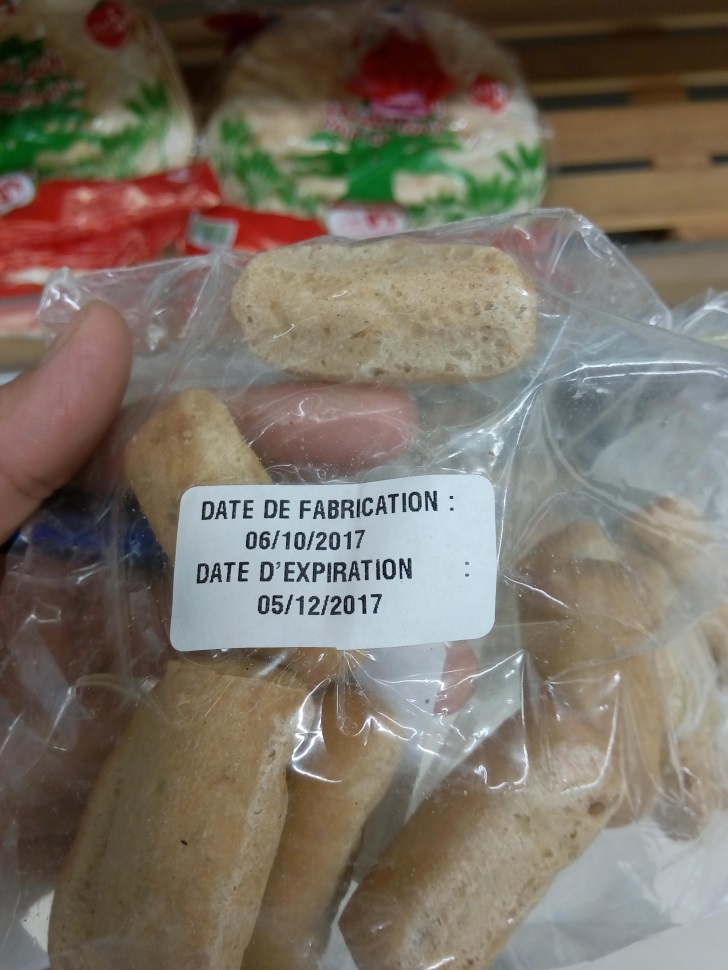 DATE DE FABRICATION :
06/10/2017
DATE D'EXPIRATION :
05/12/2017